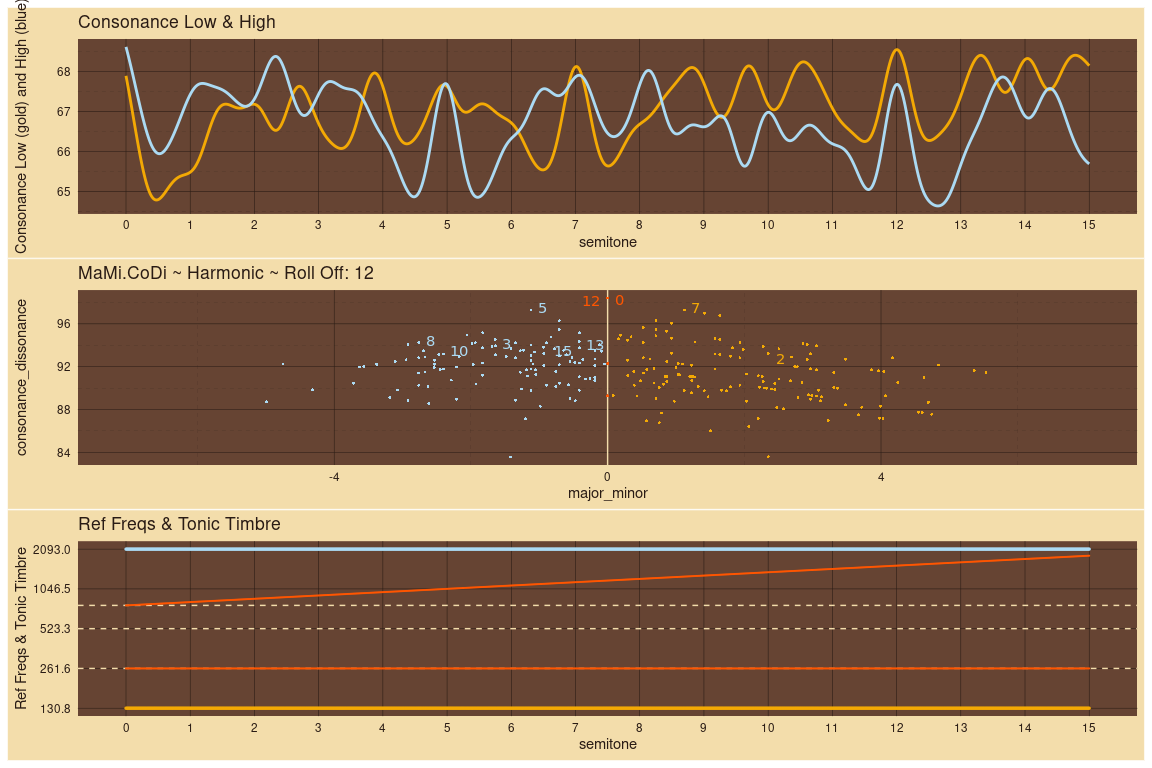 Consonance Low & High
Consonance Low (gold) and High (blue)
68
67
66
65
0 1 2 3 4 5 6 7 8 9 10 11 12 13 14 15
semitone
MaMi.CoDi ~ Harmonic ~ Roll Off: 12
consonance_dissonance
96
92
88
84
12 0
5 7
8 3 13
10 15 2
-4 0 4
major_minor
Ref Freqs & Tonic Timbre
Ref Freqs & Tonic Timbre
2093.0
1046.5
523.3
261.6
130.8
0 1 2 3 4 5 6 7 8 9 10 11 12 13 14 15
semitone